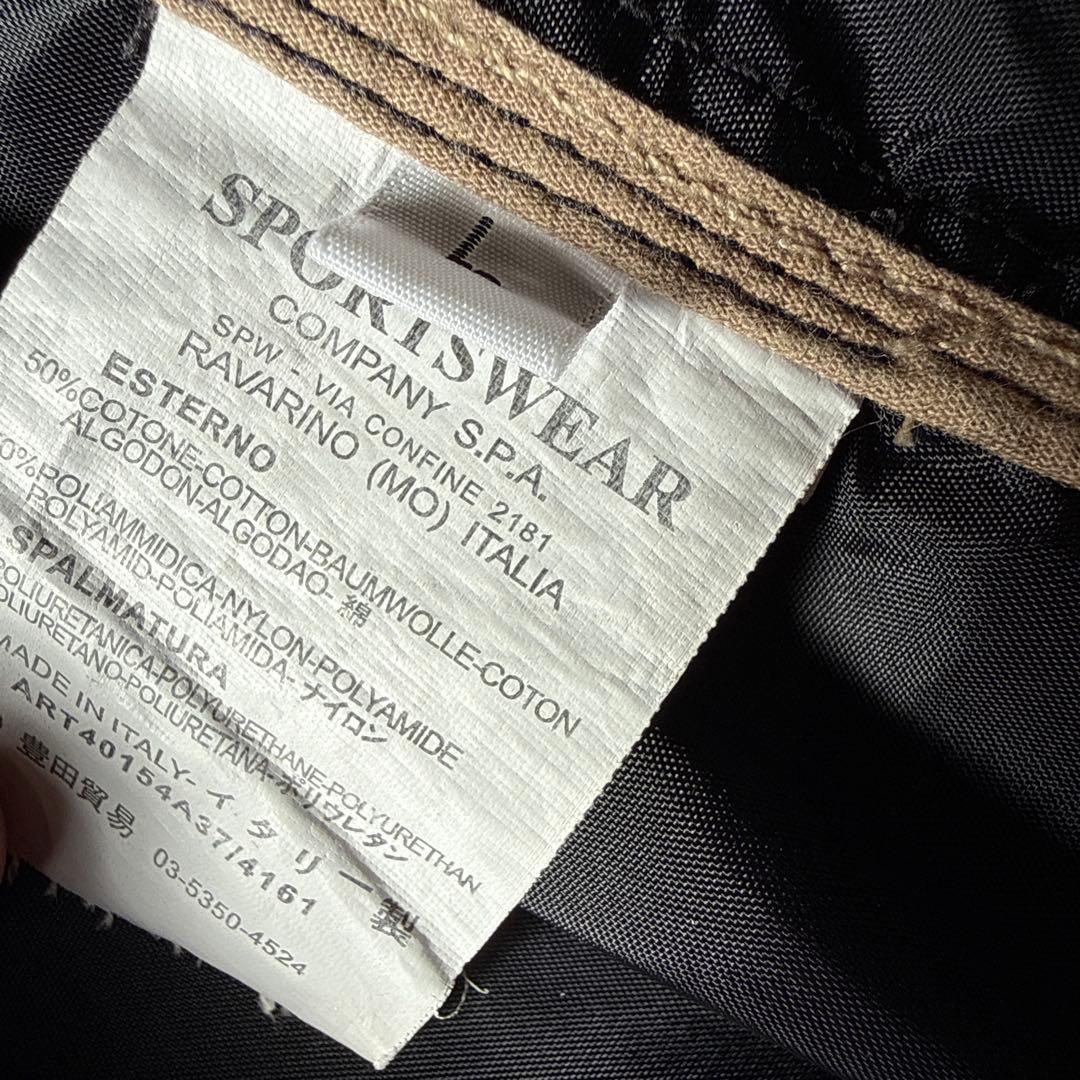 L
SPORTSWEAR
COMPANY S.P.A.
SPW - VIA CONFINE 2181
RAVARINO (MO) ITALIA
ESTERNO
50%COTONE-COTTON-BAUMWOLLE-COTON
ALGODON-ALGODAO-綿
0%POLIAMMIDICA-NYLON-POLYAMIDE
POLYAMID-POLIAMIDA-ナイロン
SPALMATURA
POLIURETANICA-POLYURETHANE-POLYURETHAN
POLIURETANO-POLIURETANA-ポリウレタン
MADE IN ITALY-イタリー製
ART40154A37/4161
豊田貿易 03-5350-4524